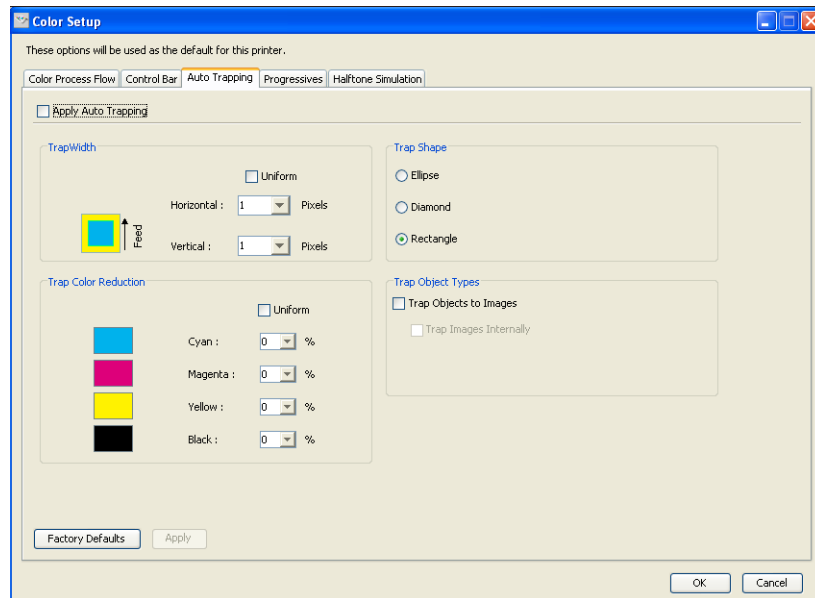 Color Setup
These options will be used as the default for this printer.
Color Process Flow Control Bar Auto Trapping Progressives Halftone Simulation
Apply Auto Trapping
TrapWidth
Uniform
Horizontal : 1 Pixels
Vertical : 1 Pixels
Feed
Trap Shape
Ellipse
Diamond
Rectangle
Trap Color Reduction
Uniform
Cyan : 0 %
Magenta : 0 %
Yellow : 0 %
Black : 0 %
Trap Object Types
Trap Objects to Images
Trap Images Internally
Factory Defaults Apply
OK Cancel